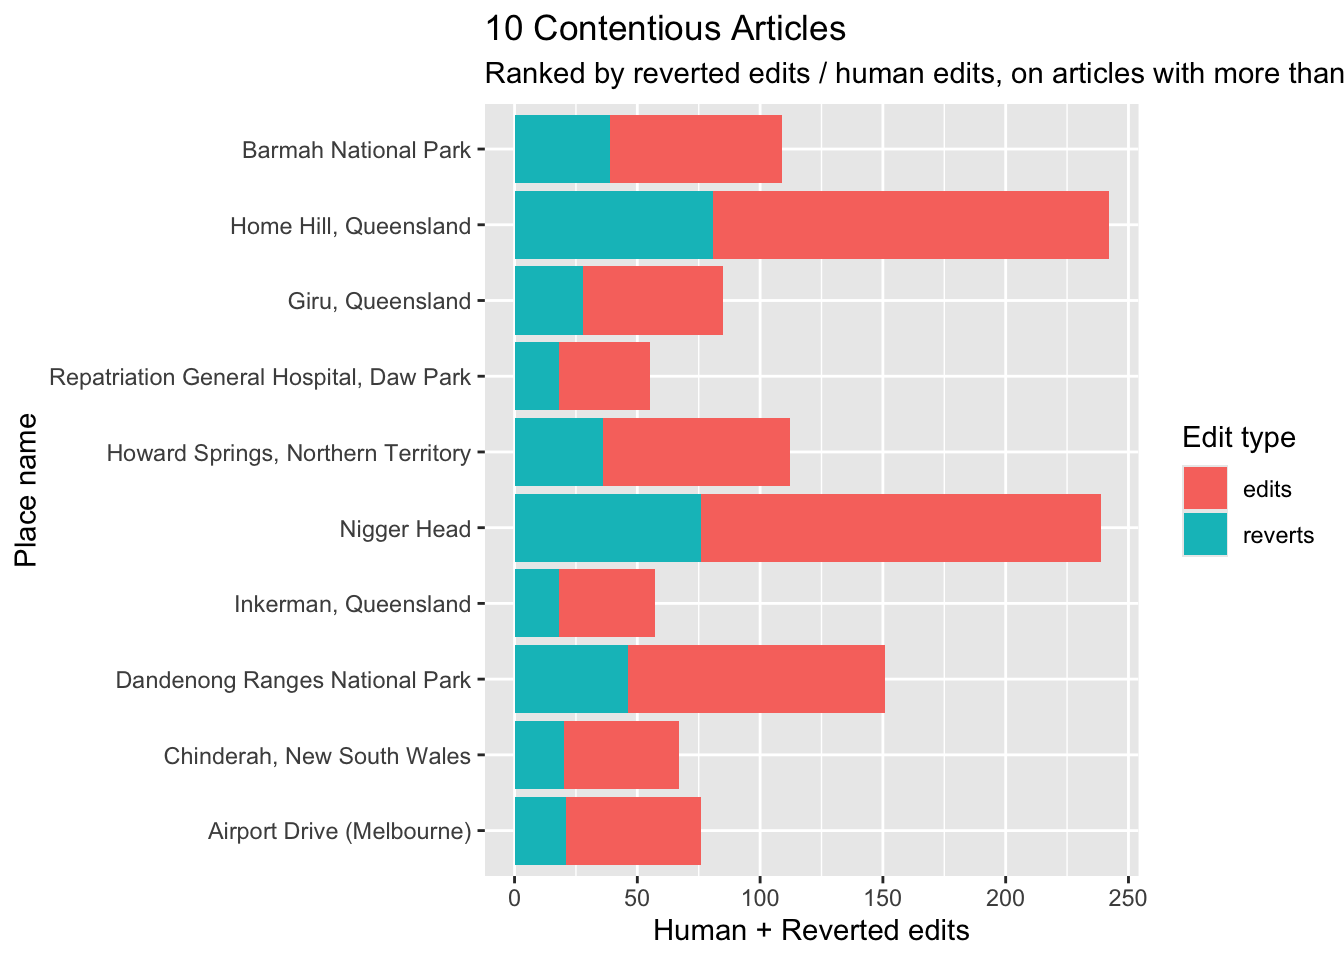 10 Contentious Articles
Ranked by reverted edits / human edits, on articles with more than
Barmah National Park
Home Hill, Queensland
Giru, Queensland
Repatriation General Hospital, Daw Park
Howard Springs, Northern Territory
Nigger Head
Inkerman, Queensland
Dandenong Ranges National Park
Chinderah, New South Wales
Airport Drive (Melbourne)
Place name
0 50 100 150 200 250
Human + Reverted edits
Edit type
edits
reverts